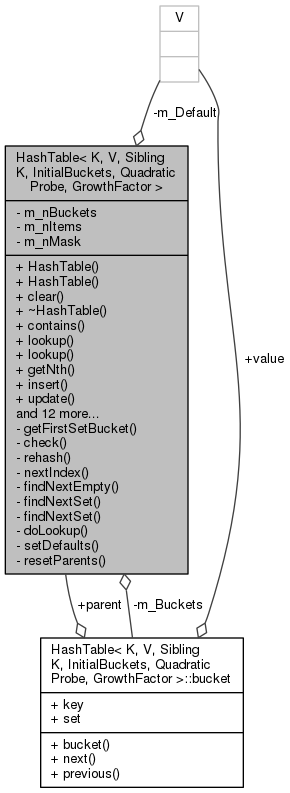 V
-m_Default
HashTable< K, V, Sibling
K, InitialBuckets, Quadratic
Probe, GrowthFactor >
- m_nBuckets
- m_nItems
- m_nMask
+ HashTable()
+ HashTable()
+ clear()
+ ~HashTable()
+ contains()
+ lookup()
+ lookup()
+ getNth()
+ insert()
+ update()
and 12 more...
- getFirstSetBucket()
- check()
- rehash()
- nextIndex()
- findNextEmpty()
- findNextSet()
- findNextSet()
- doLookup()
- setDefaults()
- resetParents()
+value
+parent
-m_Buckets
HashTable< K, V, Sibling
K, InitialBuckets, Quadratic
Probe, GrowthFactor >::bucket
+ key
+ set
+ bucket()
+ next()
+ previous()